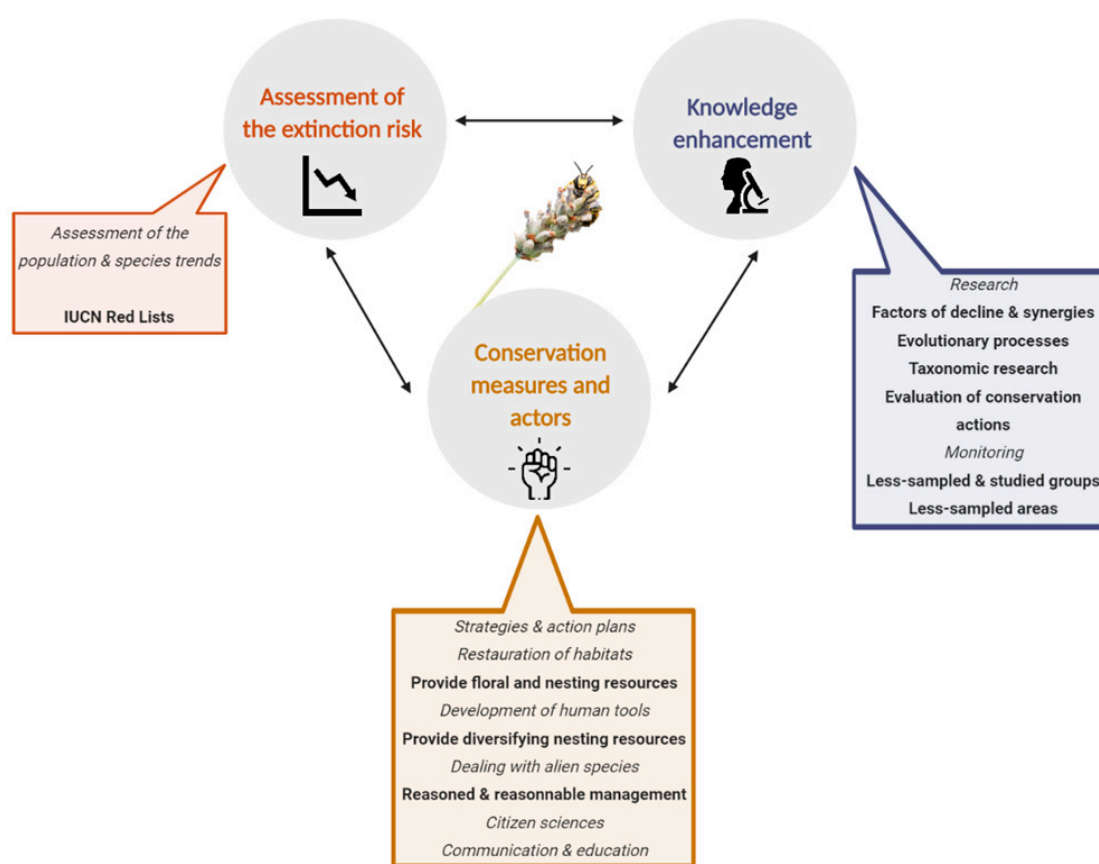 Assessment of
the extinction risk
Knowledge
enhancement
Assessment of the
population & species trends
IUCN Red Lists
Research
Factors of decline & synergies
Evolutionary processes
Taxonomic research
Evaluation of conservation
actions
Monitoring
Less-sampled & studied groups
Less-sampled areas
Conservation
measures and
actors
Strategies & action plans
Restauration of habitats
Provide floral and nesting resources
Development of human tools
Provide diversifying nesting resources
Dealing with alien species
Reasoned & reasonnable management
Citizen sciences
Communication & education